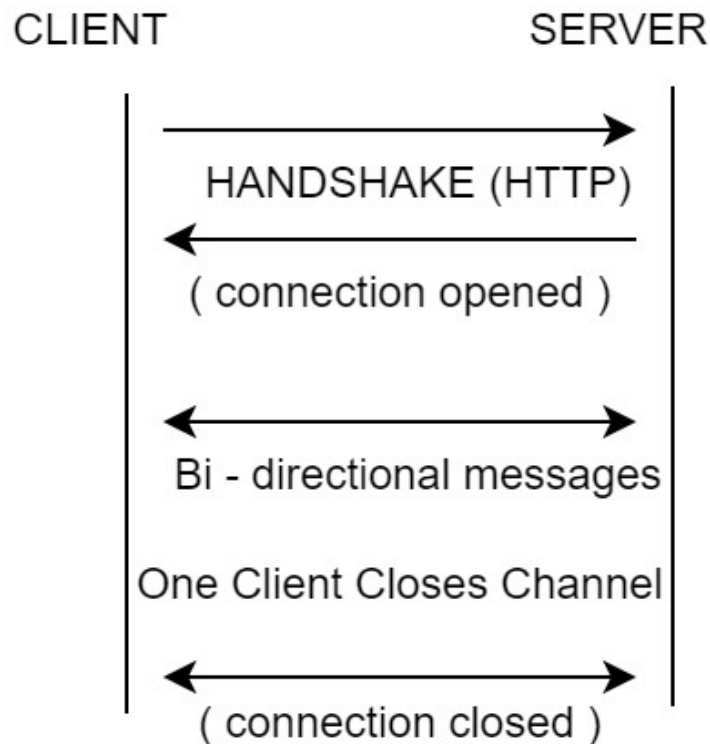 CLIENT
SERVER
HANDSHAKE (HTTP)
( connection opened )
Bi - directional messages
One Client Closes Channel
( connection closed )